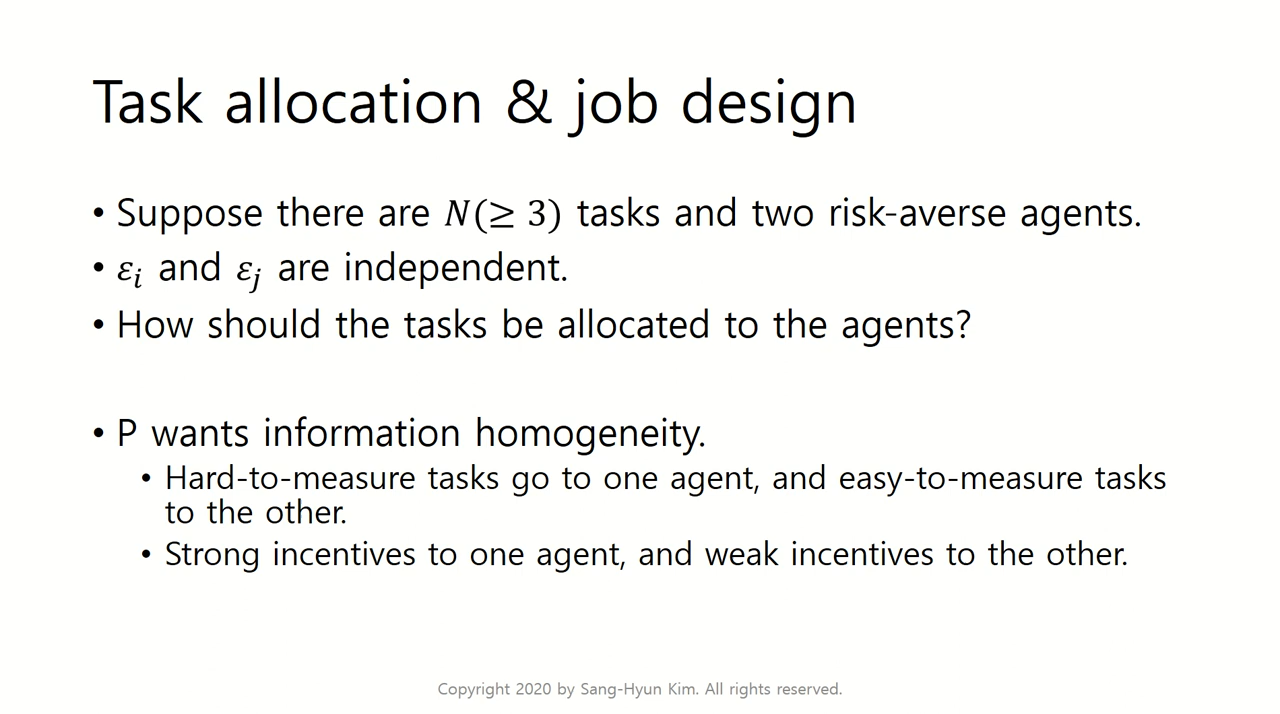 Task allocation & job design
• Suppose there are N(≥ 3) tasks and two risk-averse agents.
• εᵢ and εⱼ are independent.
• How should the tasks be allocated to the agents?
• P wants information homogeneity.
• Hard-to-measure tasks go to one agent, and easy-to-measure tasks
to the other.
• Strong incentives to one agent, and weak incentives to the other.
Copyright 2020 by Sang-Hyun Kim. All rights reserved.